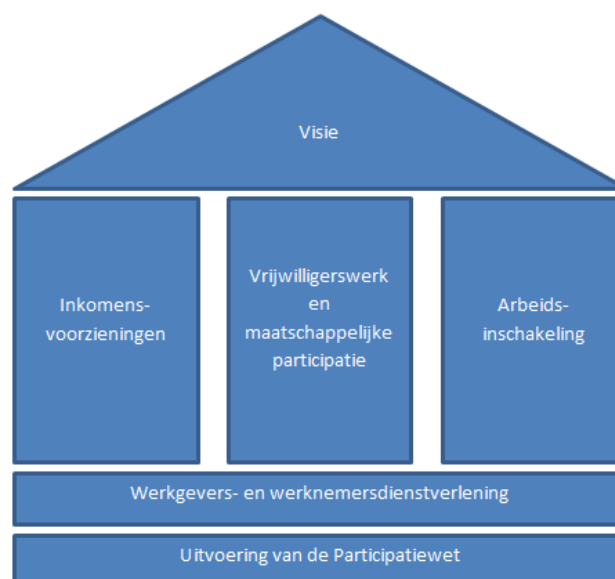 Visie
Inkomens-
voorzieningen
Vrijwilligerswerk
en
maatschappelijke
participatie
Arbeids-
inschakeling
Werkgevers- en werknemersdienstverlening
Uitvoering van de Participatiewet